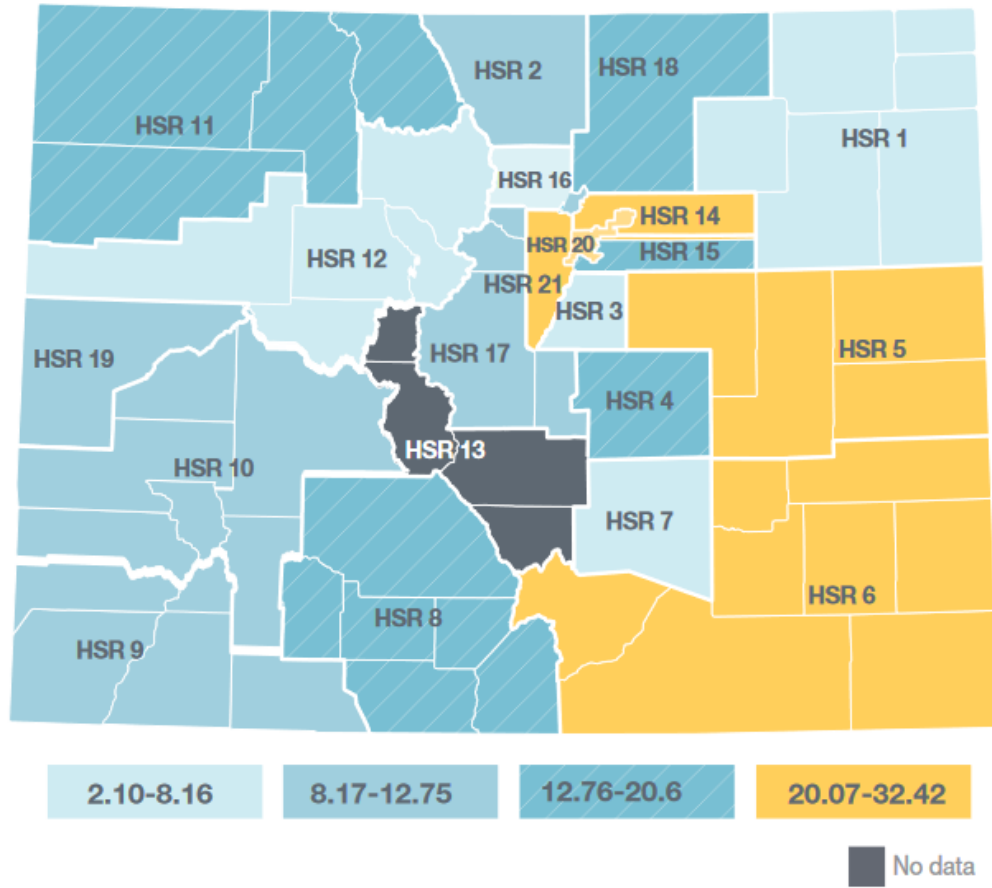 HSR 2
HSR 18
HSR 11
HSR 1
HSR 16
HSR 14
HSR 20
HSR 15
HSR 12
HSR 21
HSR 3
HSR 19
HSR 17
HSR 5
HSR 4
HSR 13
HSR 10
HSR 7
HSR 6
HSR 8
HSR 9
2.10-8.16
8.17-12.75
12.76-20.6
20.07-32.42
No data